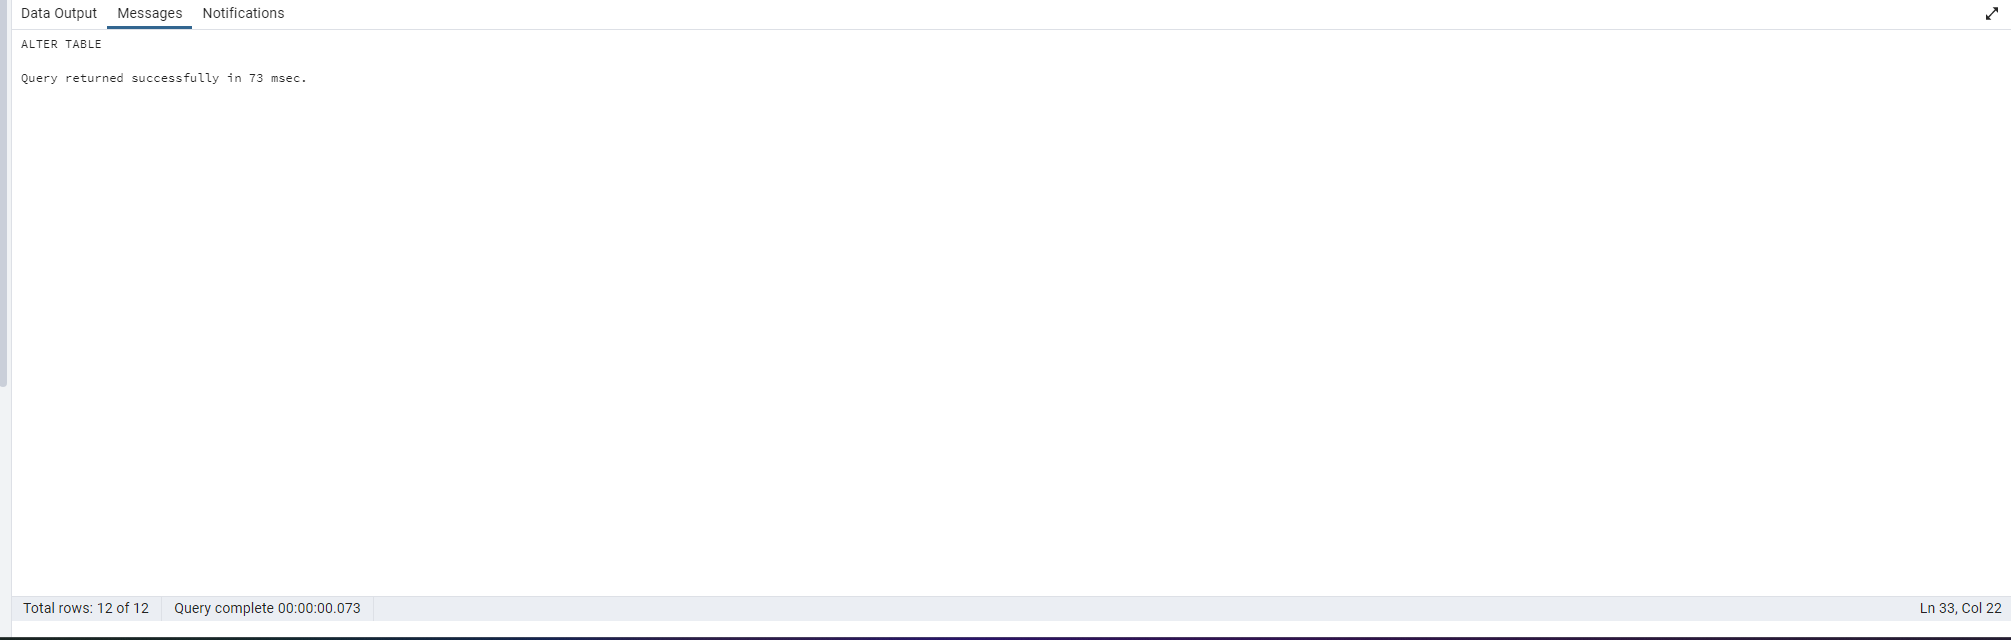 Data Output Messages Notifications
ALTER TABLE
Query returned successfully in 73 msec.
Total rows: 12 of 12 Query complete 00:00:00.073 Ln 33, Col 22